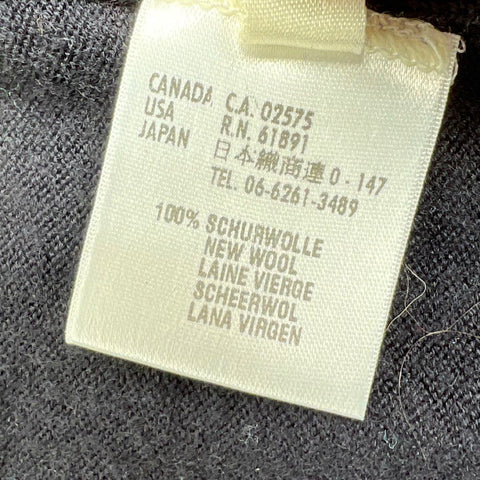 CANADA C.A. 02575
USA R.N. 61891
JAPAN 日本織商連 0-147
TEL. 06-6261-3489
100% SCHURWOLLE
NEW WOOL
LAINE VIERGE
SCHEERWOL
LANA VIRGEN